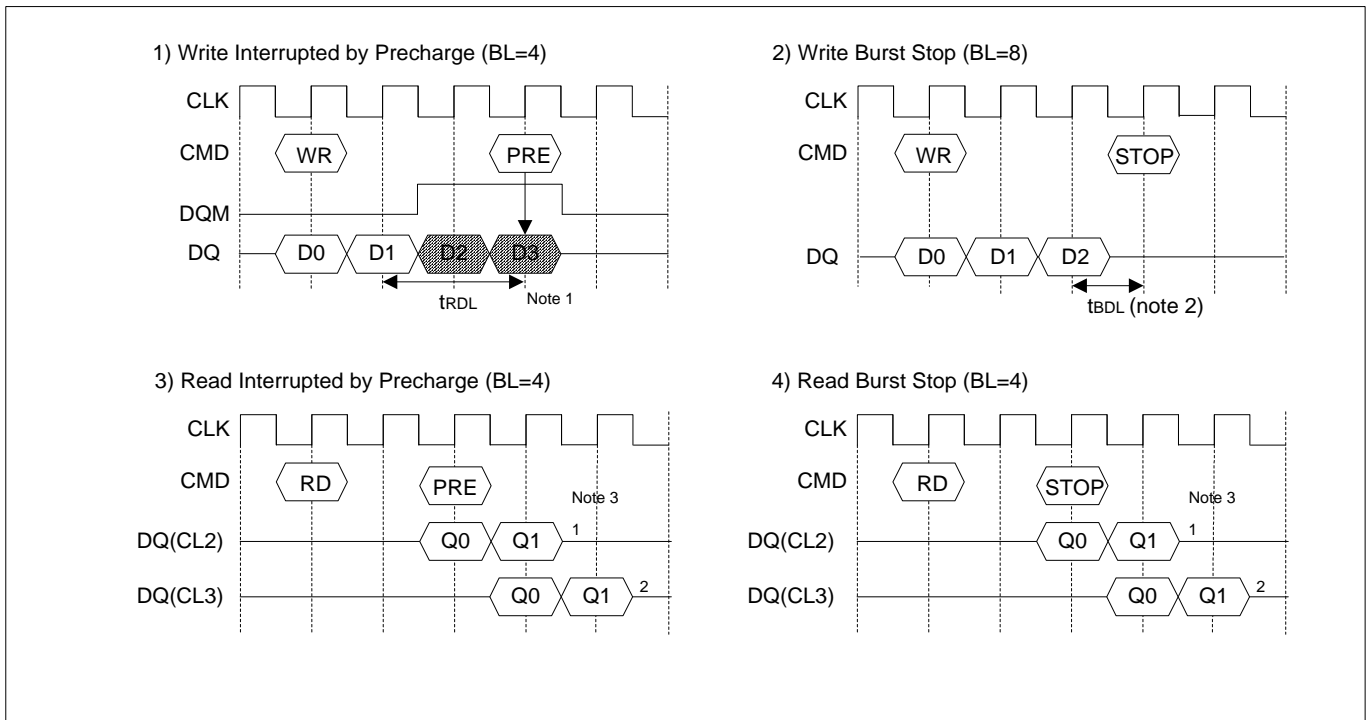 1) Write Interrupted by Precharge (BL=4)
CLK
CMD
WR
PRE
DQM
DQ
D0
D1
D2
D3
tRDL
Note 1
2) Write Burst Stop (BL=8)
CLK
CMD
WR
STOP
DQ
D0
D1
D2
tBDL (note 2)
3) Read Interrupted by Precharge (BL=4)
CLK
CMD
RD
PRE
Note 3
DQ(CL2)
Q0
Q1
1
DQ(CL3)
Q0
Q1
2
4) Read Burst Stop (BL=4)
CLK
CMD
RD
STOP
Note 3
DQ(CL2)
Q0
Q1
1
DQ(CL3)
Q0
Q1
2